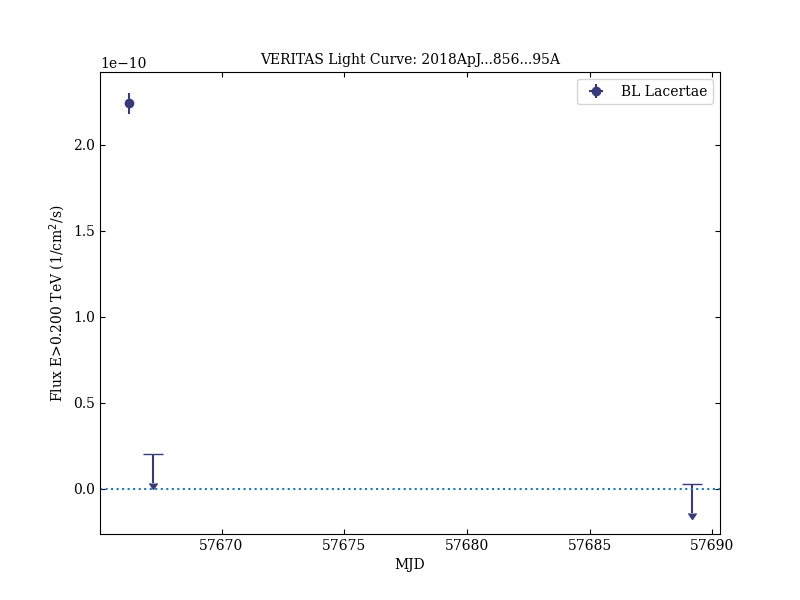 VERITAS Light Curve: 2018ApJ...856...95A
1e−10
BL Lacertae
2.0
1.5
1.0
0.5
0.0
Flux E>0.200 TeV (1/cm²/s)
57670 57675 57680 57685 57690
MJD